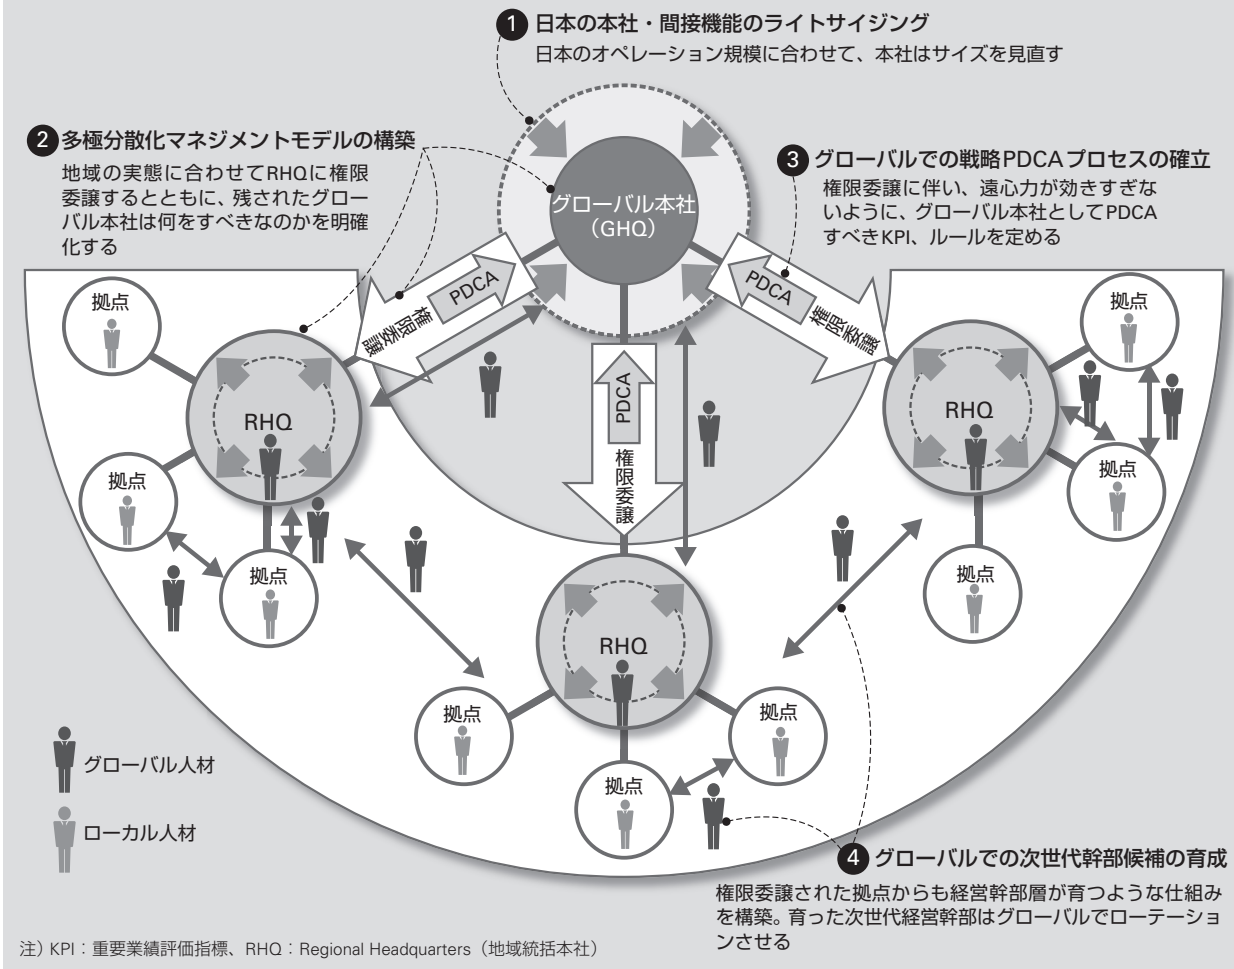 1 日本の本社・間接機能のライトサイジング
日本のオペレーション規模に合わせて、本社はサイズを見直す
2 多極分散化マネジメントモデルの構築
地域の実態に合わせてRHQに権限
委譲するとともに、残されたグロー
バル本社は何をすべきなのかを明確
化する
3 グローバルでの戦略PDCAプロセスの確立
権限委譲に伴い、遠心力が効きすぎな
いように、グローバル本社としてPDCA
すべきKPI、ルールを定める
グローバル本社
(GHQ)
PDCA
権限委譲
PDCA
権限委譲
PDCA
権限委譲
拠点
RHQ
拠点
拠点
拠点
RHQ
拠点
拠点
RHQ
拠点
拠点
拠点
グローバル人材
ローカル人材
4 グローバルでの次世代幹部候補の育成
権限委譲された拠点からも経営幹部層が育つような仕組み
を構築。育った次世代経営幹部はグローバルでローテーショ
ンさせる
注) KPI:重要業績評価指標、RHQ:Regional Headquarters(地域統括本社)